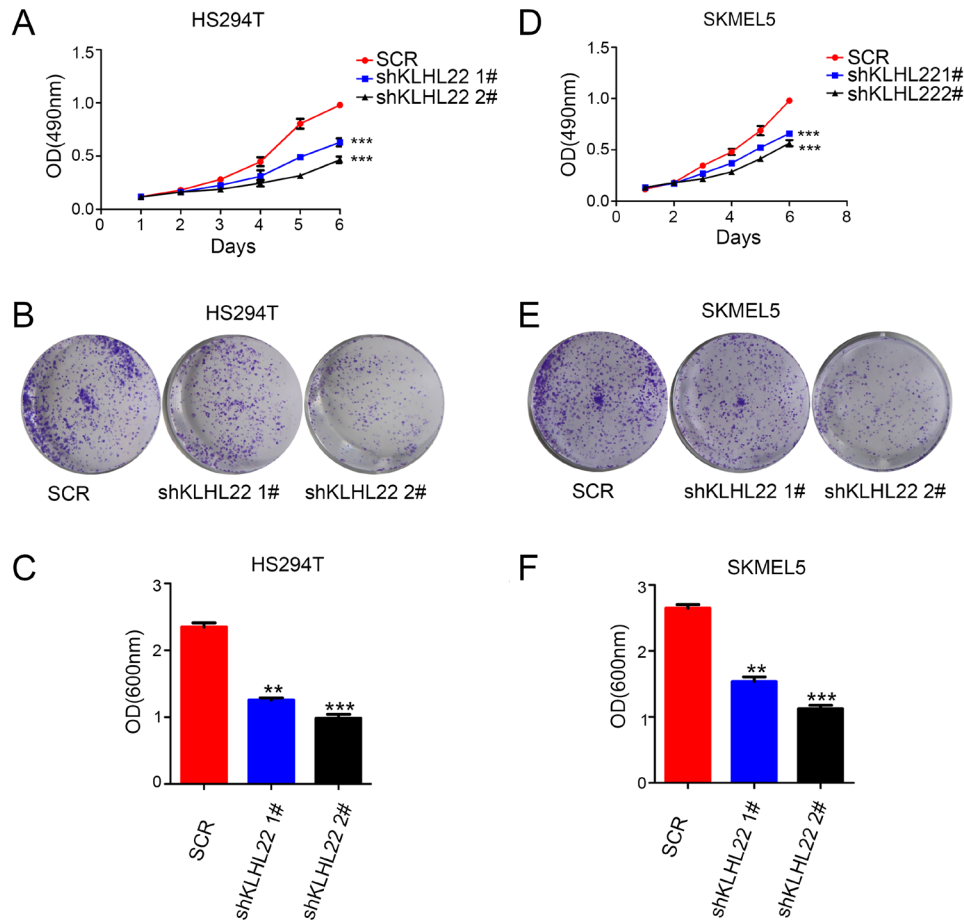 A
HS294T
SCR
shKLHL22 1#
shKLHL22 2#
OD(490nm)
1.5
1.0
0.5
0.0
***
***
0 1 2 3 4 5 6
Days
D
SKMEL5
SCR
shKLHL221#
shKLHL222#
OD(490nm)
1.5
1.0
0.5
0.0
***
***
0 2 4 6 8
Days
B
HS294T
SCR
shKLHL22 1#
shKLHL22 2#
E
SKMEL5
SCR
shKLHL22 1#
shKLHL22 2#
C
HS294T
OD(600nm)
3
2
1
0
**
***
SCR
shKLHL22 1#
shKLHL22 2#
F
SKMEL5
OD(600nm)
3
2
1
0
**
***
SCR
shKLHL22 1#
shKLHL22 2#